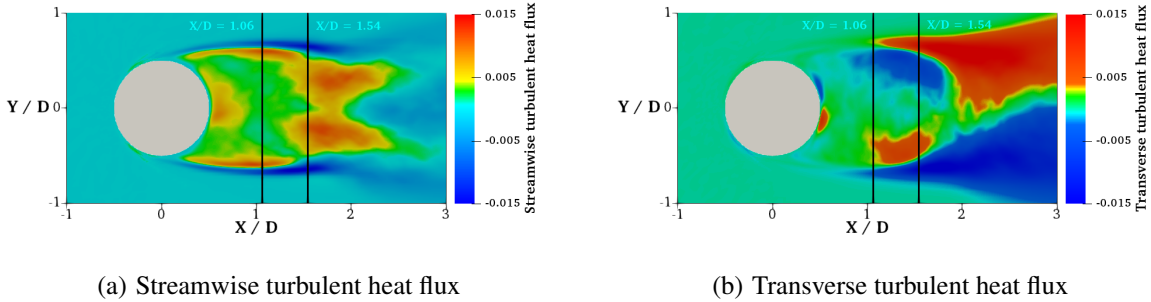 X/D = 1.06 X/D = 1.54
1
Y / D 0
-1
-1 0 1 2 3
X / D
0.015
0.005
-0.005
-0.015
Streamwise turbulent heat flux
(a) Streamwise turbulent heat flux
X/D = 1.06 X/D = 1.54
1
Y / D 0
-1
-1 0 1 2 3
X / D
0.015
0.005
-0.005
-0.015
Transverse turbulent heat flux
(b) Transverse turbulent heat flux